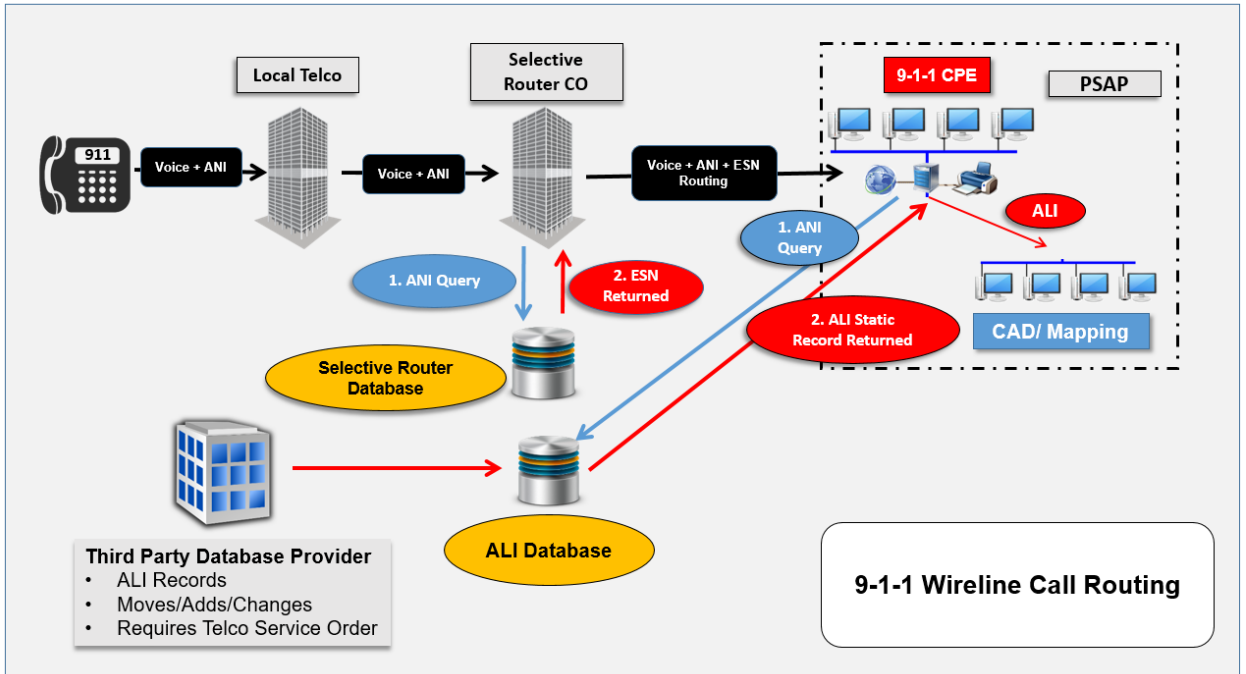 Local Telco
Selective
Router CO
9-1-1 CPE
PSAP
911
Voice + ANI
Voice + ANI
Voice + ANI + ESN
Routing
ALI
1. ANI
Query
1. ANI Query
2. ESN
Returned
2. ALI Static
Record Returned
CAD/ Mapping
Selective Router
Database
ALI Database
Third Party Database Provider
• ALI Records
• Moves/Adds/Changes
• Requires Telco Service Order
9-1-1 Wireline Call Routing